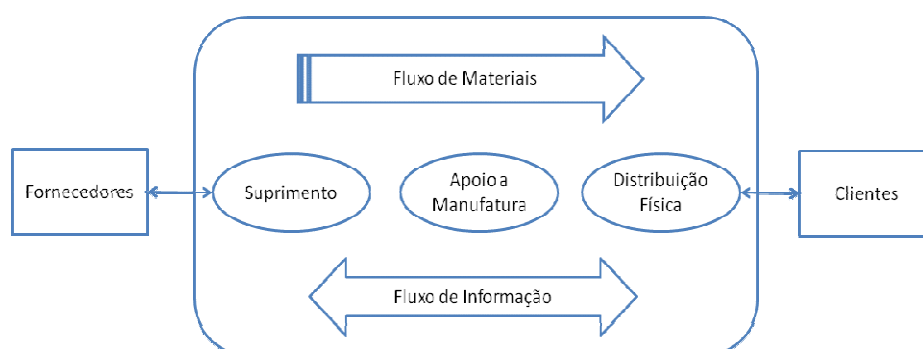 Fluxo de Materiais
Fornecedores
Suprimento
Apoio a
Manufatura
Distribuição
Física
Clientes
Fluxo de Informação